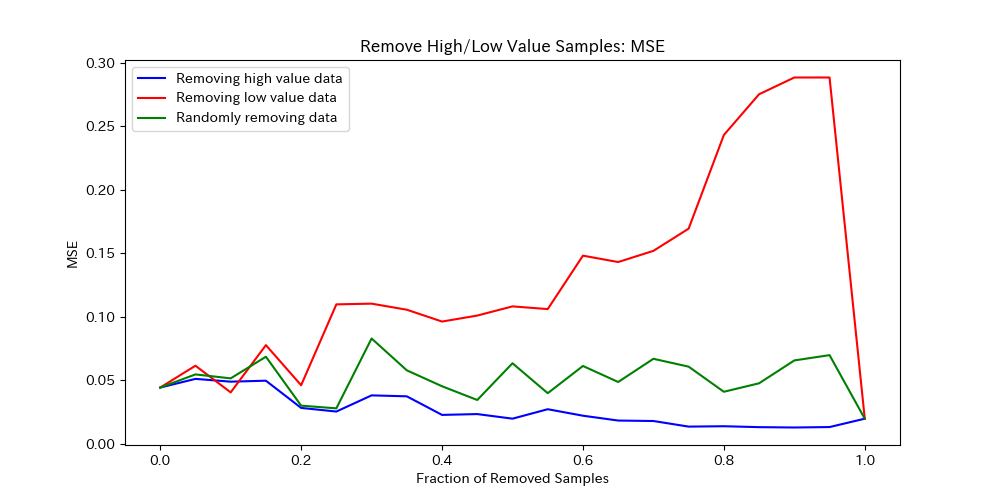 Remove High/Low Value Samples: MSE
Removing high value data
Removing low value data
Randomly removing data
MSE
0.30
0.25
0.20
0.15
0.10
0.05
0.00
0.0 0.2 0.4 0.6 0.8 1.0
Fraction of Removed Samples